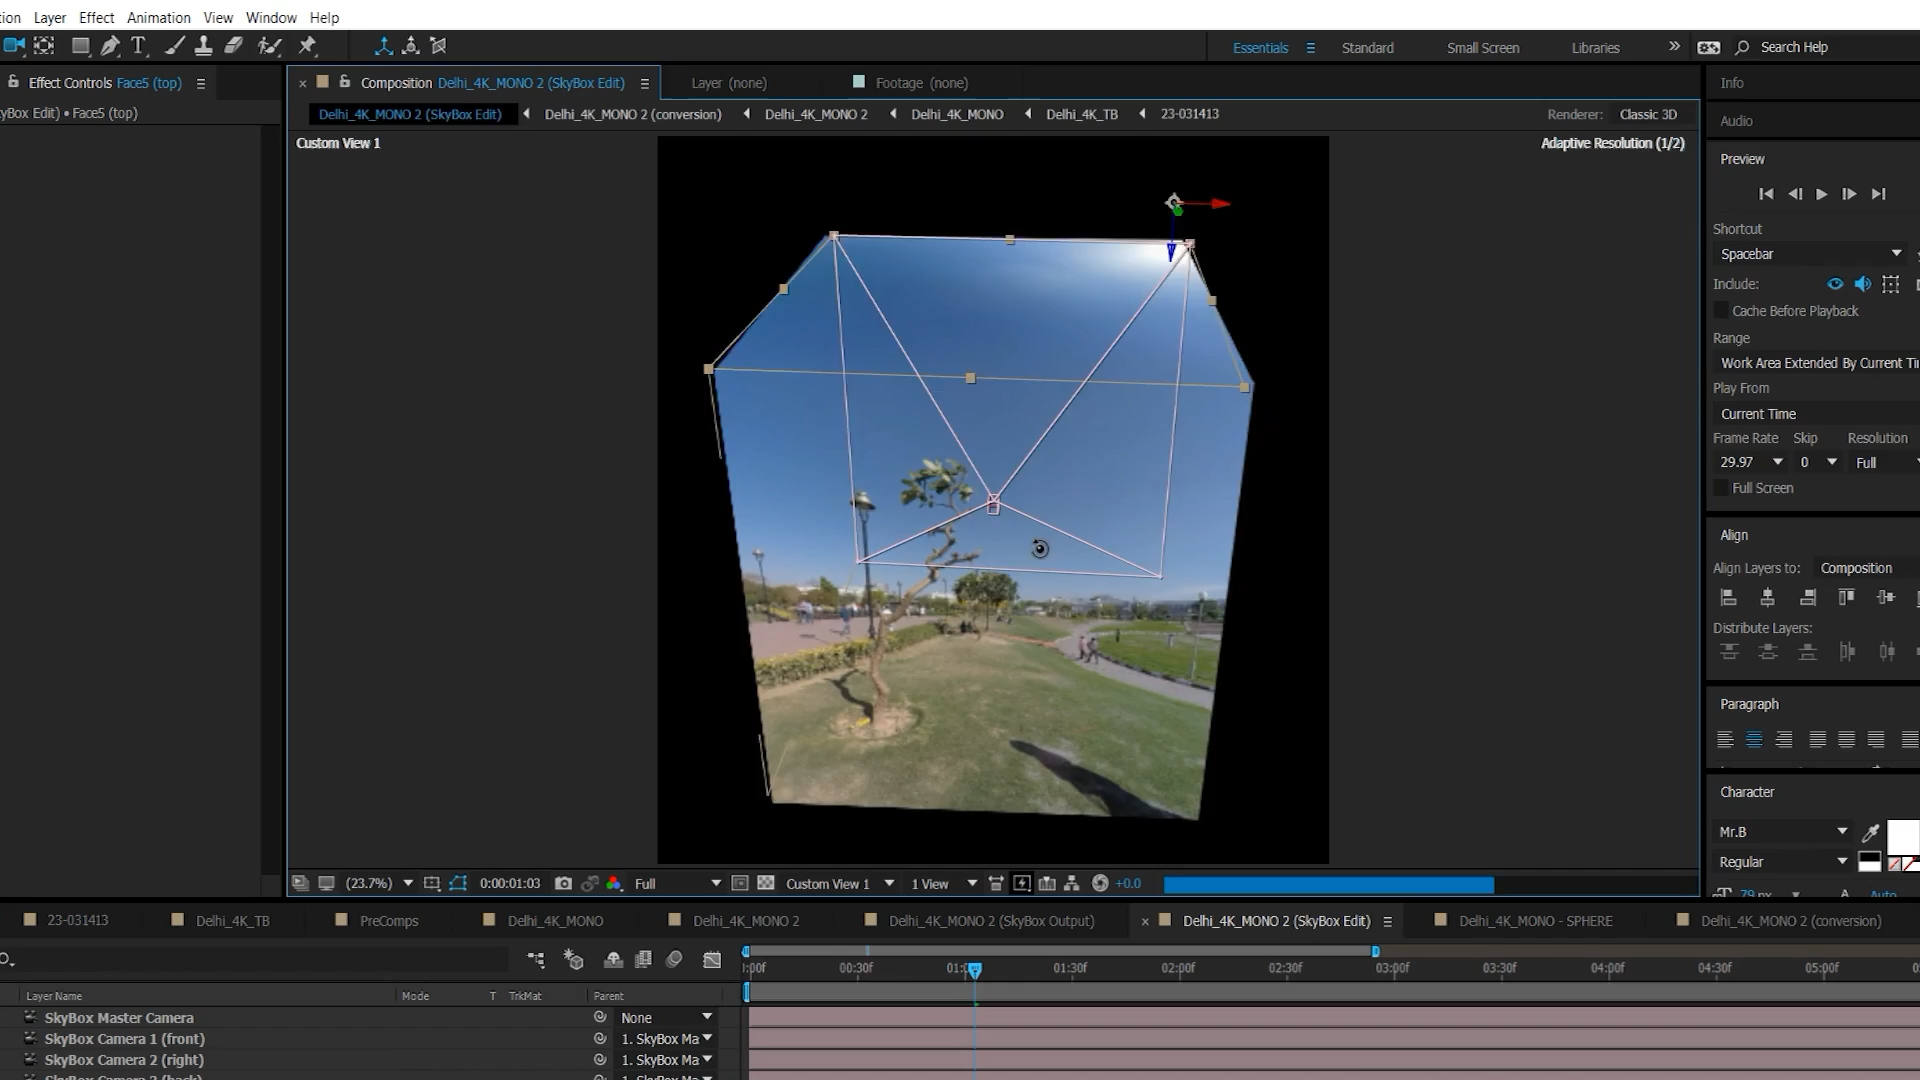 tion Layer Effect Animation View Window Help
Essentials Standard Small Screen Libraries Search Help
Effect Controls Face5 (top)
yBox Edit) • Face5 (top)
Composition Delhi_4K_MONO 2 (SkyBox Edit) Layer (none) Footage (none)
Delhi_4K_MONO 2 (SkyBox Edit) Delhi_4K_MONO 2 (conversion) Delhi_4K_MONO 2 Delhi_4K_MONO Delhi_4K_TB 23-031413 Renderer: Classic 3D
Custom View 1 Adaptive Resolution (1/2)
Info
Audio
Preview
Shortcut
Spacebar
Include:
Cache Before Playback
Range
Work Area Extended By Current Ti
Play From
Current Time
Frame Rate Skip Resolution
29.97 0 Full
Full Screen
Align
Align Layers to: Composition
Distribute Layers:
Paragraph
Character
Mr.B
Regular
79 px Auto
(23.7%) 0:00:01:03 Full Custom View 1 1 View +0.0
23-031413 Delhi_4K_TB PreComps Delhi_4K_MONO Delhi_4K_MONO 2 Delhi_4K_MONO 2 (SkyBox Output) Delhi_4K_MONO 2 (SkyBox Edit) Delhi_4K_MONO - SPHERE Delhi_4K_MONO 2 (conversion)
):00f 00:30f 01:0 01:30f 02:00f 02:30f 03:00f 03:30f 04:00f 04:30f 05:00f
Layer Name Mode T TrkMat Parent
SkyBox Master Camera None
SkyBox Camera 1 (front) 1. SkyBox Ma
SkyBox Camera 2 (right) 1. SkyBox Ma